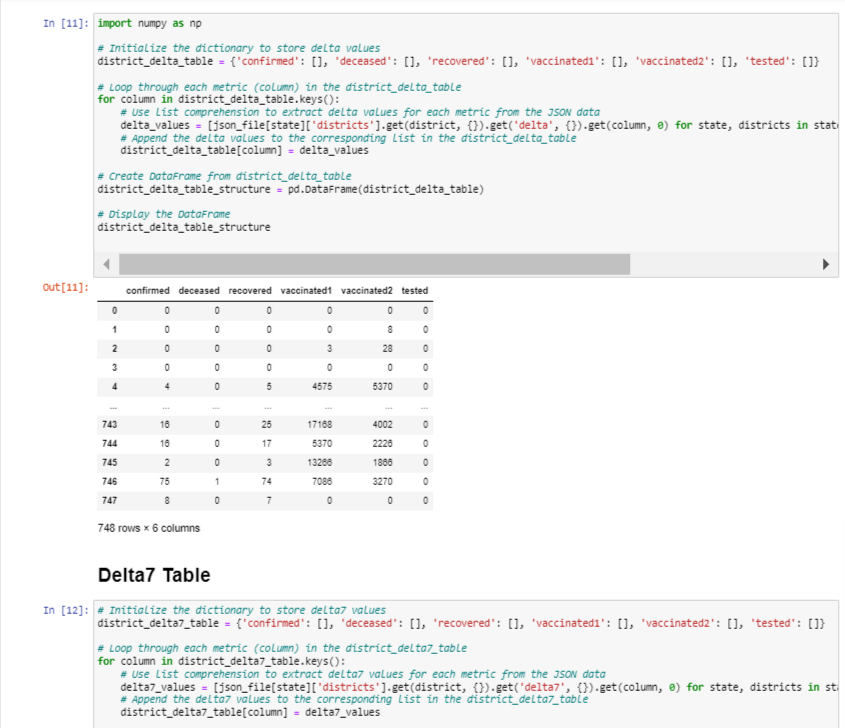 In [11]: import numpy as np
# Initialize the dictionary to store delta values
district_delta_table = {'confirmed': [], 'deceased': [], 'recovered': [], 'vaccinated1': [], 'vaccinated2': [], 'tested': []}
# Loop through each metric (column) in the district_delta_table
for column in district_delta_table.keys():
# Use list comprehension to extract delta values for each metric from the JSON data
delta_values = [json_file[state]['districts'].get(district, {}).get('delta', {}).get(column, 0) for state, districts in stat
# Append the delta values to the corresponding list in the district_delta_table
district_delta_table[column] = delta_values
# Create DataFrame from district_delta_table
district_delta_table_structure = pd.DataFrame(district_delta_table)
# Display the DataFrame
district_delta_table_structure
Out[11]:
confirmed deceased recovered vaccinated1 vaccinated2 tested
0 0 0 0 0 0 0
1 0 0 0 0 8 0
2 0 0 0 3 28 0
3 0 0 0 0 0 0
4 4 0 5 4575 5370 0
... ... ... ... ... ... ...
743 16 0 25 17168 4002 0
744 16 0 17 5370 2226 0
745 2 0 3 13266 1866 0
746 75 1 74 7086 3270 0
747 8 0 7 0 0 0
748 rows × 6 columns
Delta7 Table
In [12]: # Initialize the dictionary to store delta7 values
district_delta7_table = {'confirmed': [], 'deceased': [], 'recovered': [], 'vaccinated1': [], 'vaccinated2': [], 'tested': []}
# Loop through each metric (column) in the district_delta7_table
for column in district_delta7_table.keys():
# Use list comprehension to extract delta7 values for each metric from the JSON data
delta7_values = [json_file[state]['districts'].get(district, {}).get('delta7', {}).get(column, 0) for state, districts in sta
# Append the delta7 values to the corresponding list in the district_delta7_table
district_delta7_table[column] = delta7_values